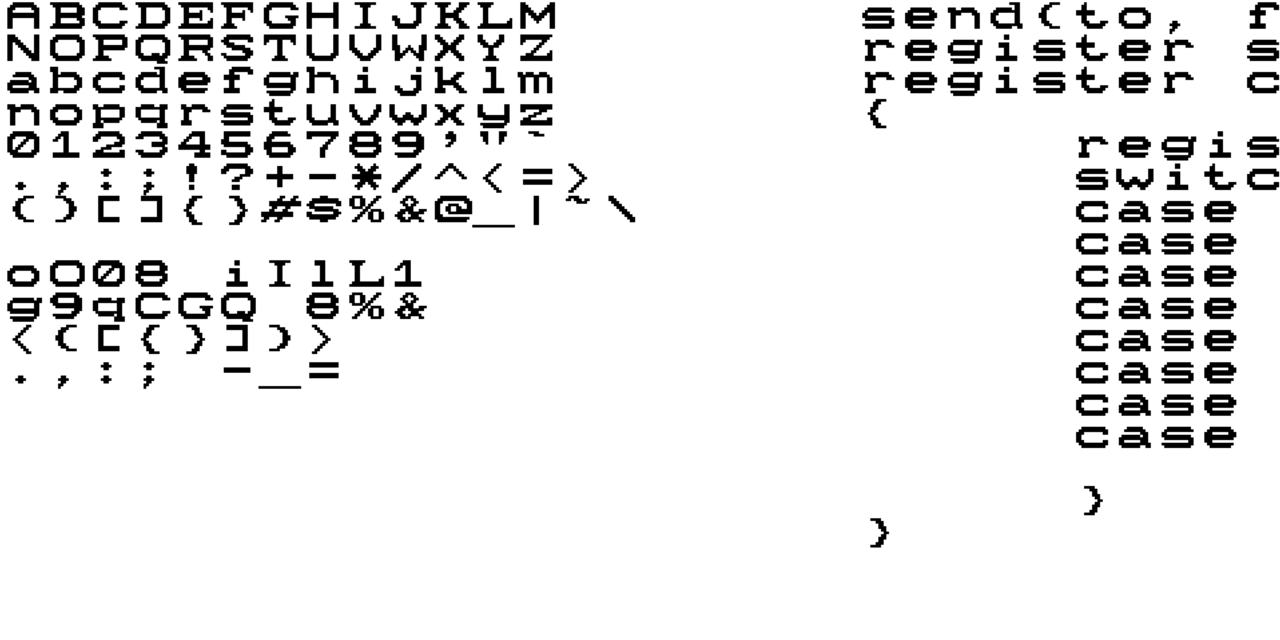 ABCDEFGHIJKLM
NOPQRSTUVWXYZ
abcdefghijklm
nopqrstuvwxyz
0123456789'"`
.,:;!?+-*/^<=>
()[]{}#$%&@_|~\
oO08 iIlL1
g9qCGQ 8%&
<([{}])>
.,:; -_=
send(to, f
register s
register c
{
regis
switc
case
case
case
case
case
case
case
case
}
}